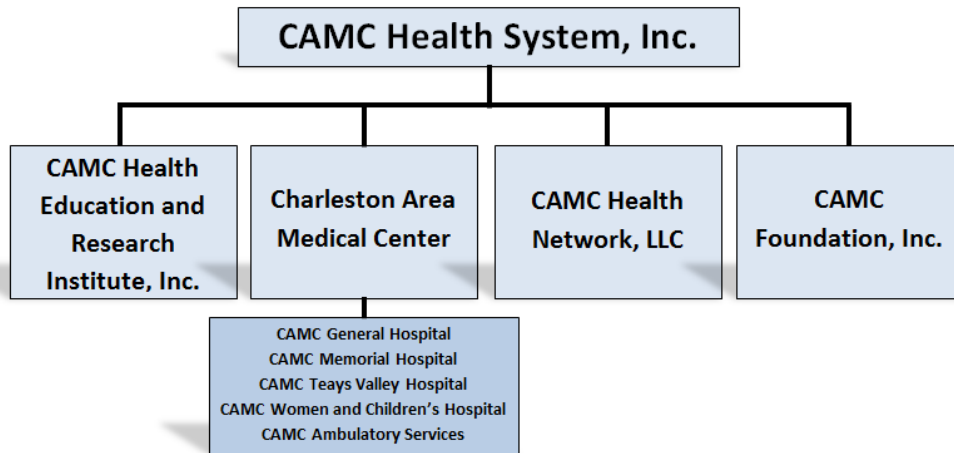 CAMC Health System, Inc.
CAMC Health
Education and
Research
Institute, Inc.
Charleston Area
Medical Center
CAMC Health
Network, LLC
CAMC
Foundation, Inc.
CAMC General Hospital
CAMC Memorial Hospital
CAMC Teays Valley Hospital
CAMC Women and Children’s Hospital
CAMC Ambulatory Services